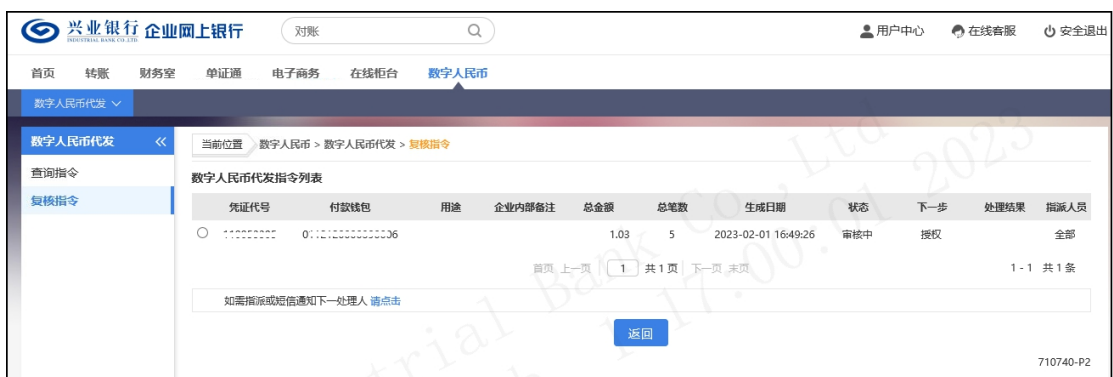 兴业银行 企业网上银行 对账 用户中心 在线客服 安全退出
INDUSTRIAL BANK CO.,LTD
首页 转账 财务室 单证通 电子商务 在线柜台 数字人民币
数字人民币代发
数字人民币代发 当前位置 数字人民币 > 数字人民币代发 > 复核指令
查询指令 数字人民币代发指令列表
复核指令 凭证代号 付款钱包 用途 企业内部备注 总金额 总笔数 生成日期 状态 下一步 处理结果 指派人员
1.03 5 2023-02-01 16:49:26 审核中 授权 全部
首页 上一页 1 共1页 下一页 末页 1 - 1 共1条
如需指派或短信通知下一处理人 请点击
返回
710740-P2